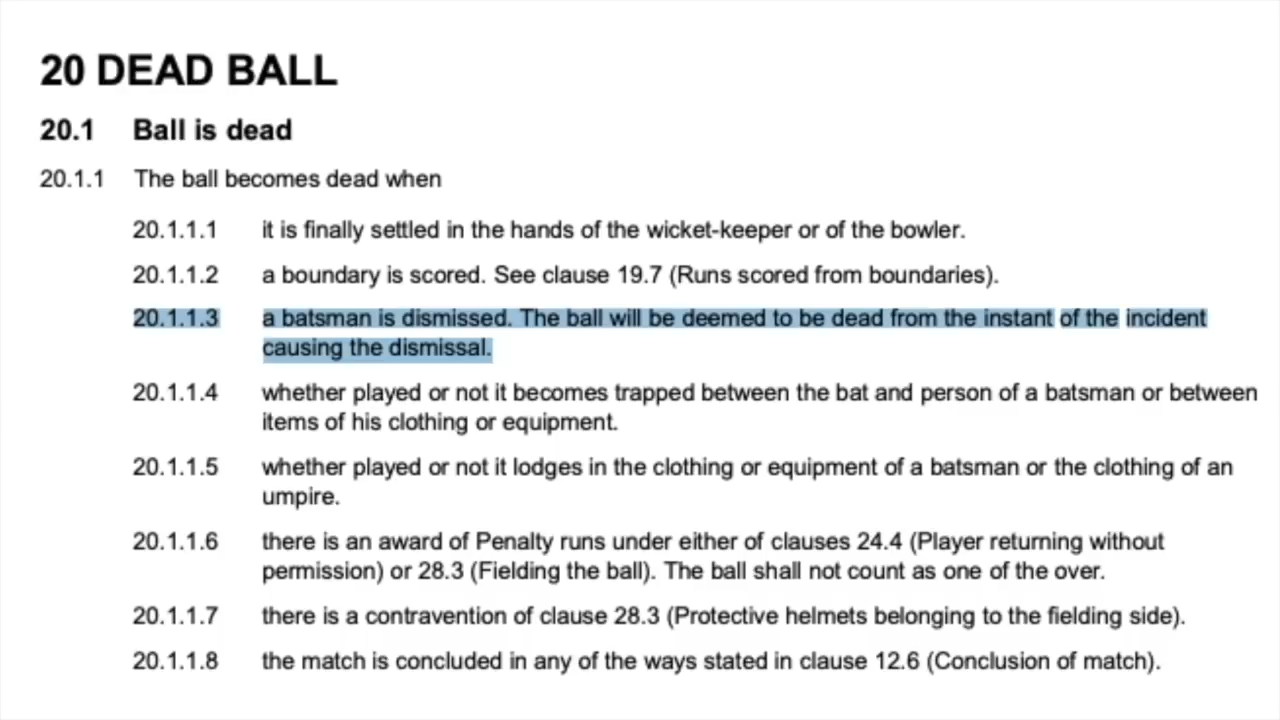 20 DEAD BALL
20.1 Ball is dead
20.1.1 The ball becomes dead when
20.1.1.1 it is finally settled in the hands of the wicket-keeper or of the bowler.
20.1.1.2 a boundary is scored. See clause 19.7 (Runs scored from boundaries).
20.1.1.3 a batsman is dismissed. The ball will be deemed to be dead from the instant of the incident
causing the dismissal.
20.1.1.4 whether played or not it becomes trapped between the bat and person of a batsman or between
items of his clothing or equipment.
20.1.1.5 whether played or not it lodges in the clothing or equipment of a batsman or the clothing of an
umpire.
20.1.1.6 there is an award of Penalty runs under either of clauses 24.4 (Player returning without
permission) or 28.3 (Fielding the ball). The ball shall not count as one of the over.
20.1.1.7 there is a contravention of clause 28.3 (Protective helmets belonging to the fielding side).
20.1.1.8 the match is concluded in any of the ways stated in clause 12.6 (Conclusion of match).